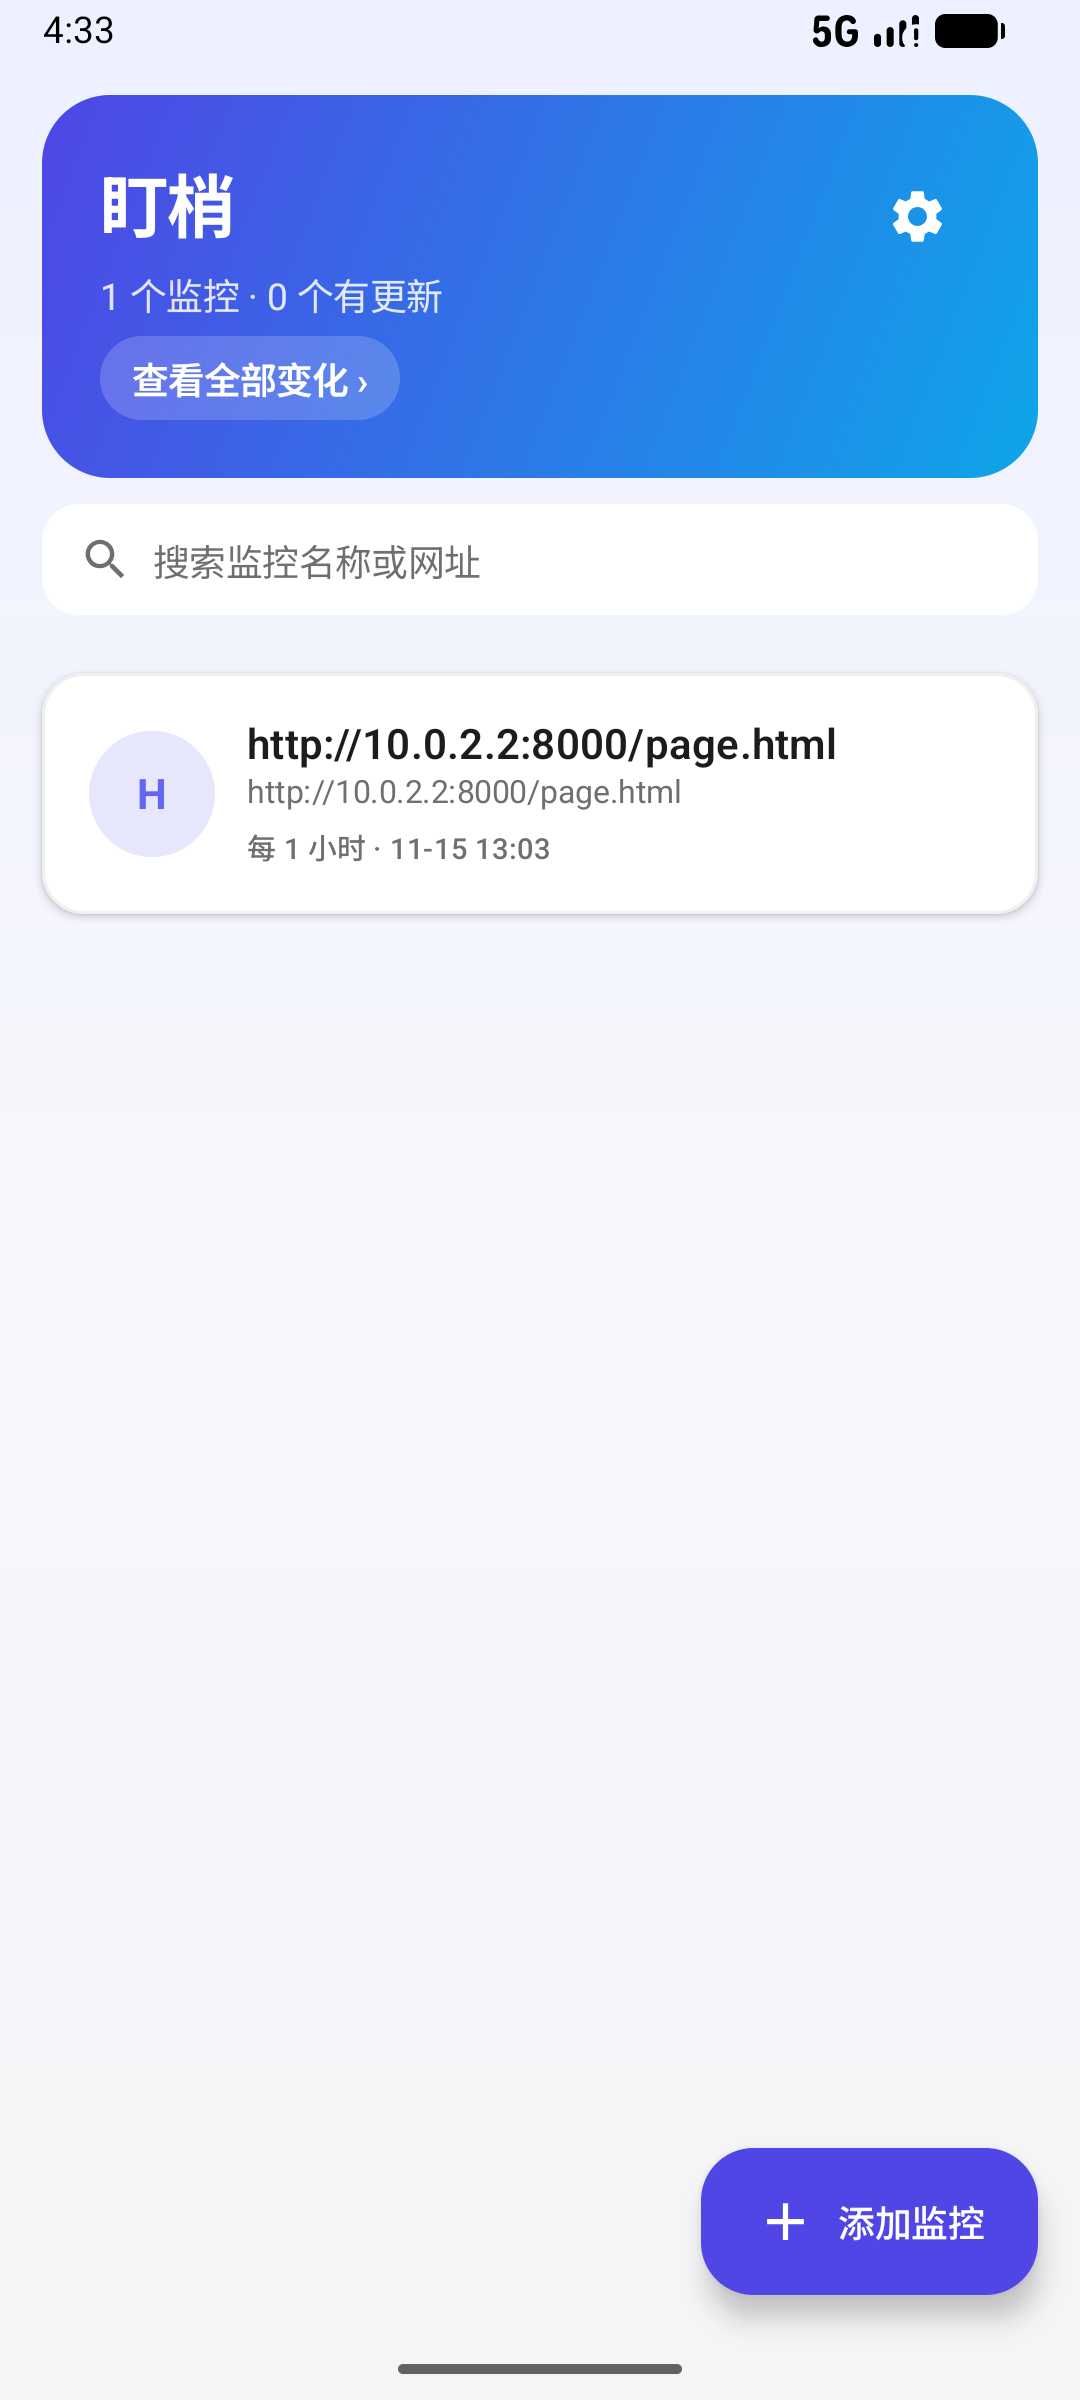 4:33
5G
盯梢
1 个监控 · 0 个有更新
查看全部变化 ›
搜索监控名称或网址
H
http://10.0.2.2:8000/page.html
http://10.0.2.2:8000/page.html
每 1 小时 · 11-15 13:03
添加监控